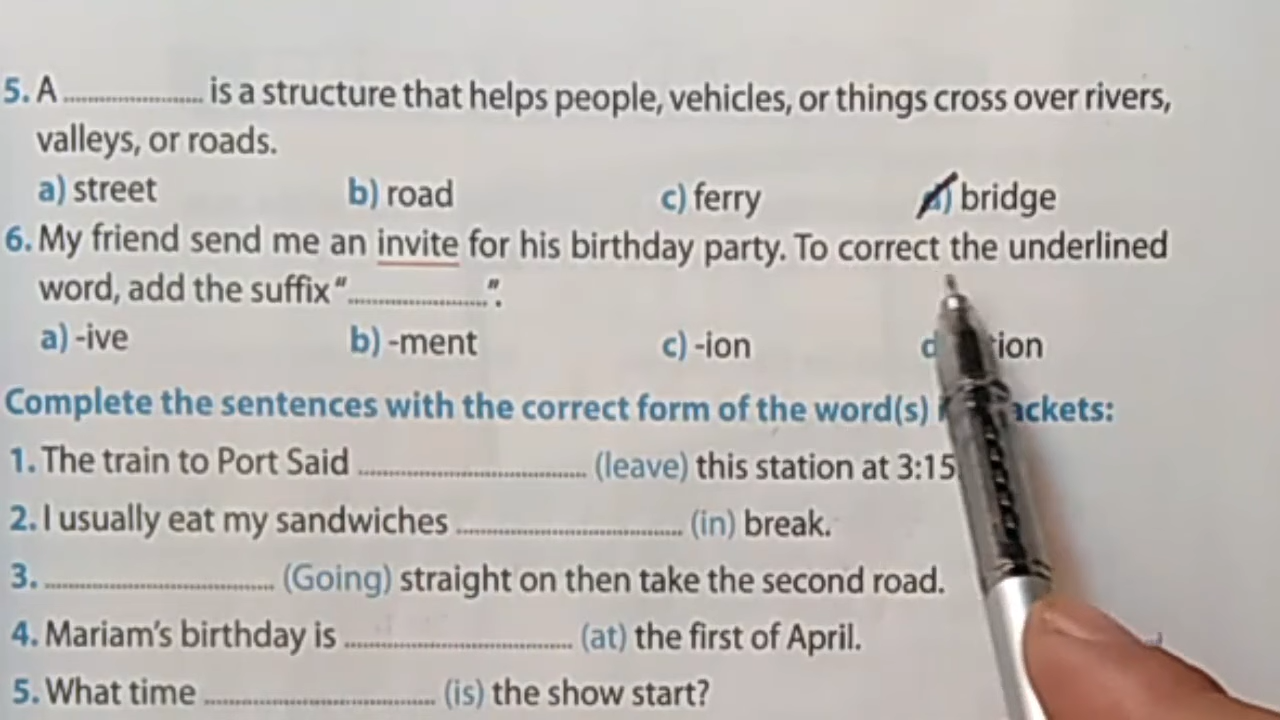 5. A .................... is a structure that helps people, vehicles, or things cross over rivers,
valleys, or roads.
a) street b) road c) ferry d) bridge
6. My friend send me an invite for his birthday party. To correct the underlined
word, add the suffix "....................".
a) -ive b) -ment c) -ion d)
Complete the sentences with the correct form of the word(s) brackets:
1. The train to Port Said .................... (leave) this station at 3:15
2. I usually eat my sandwiches .................... (in) break.
3. .................... (Going) straight on then take the second road.
4. Mariam's birthday is .................... (at) the first of April.
5. What time .................... (is) the show start?